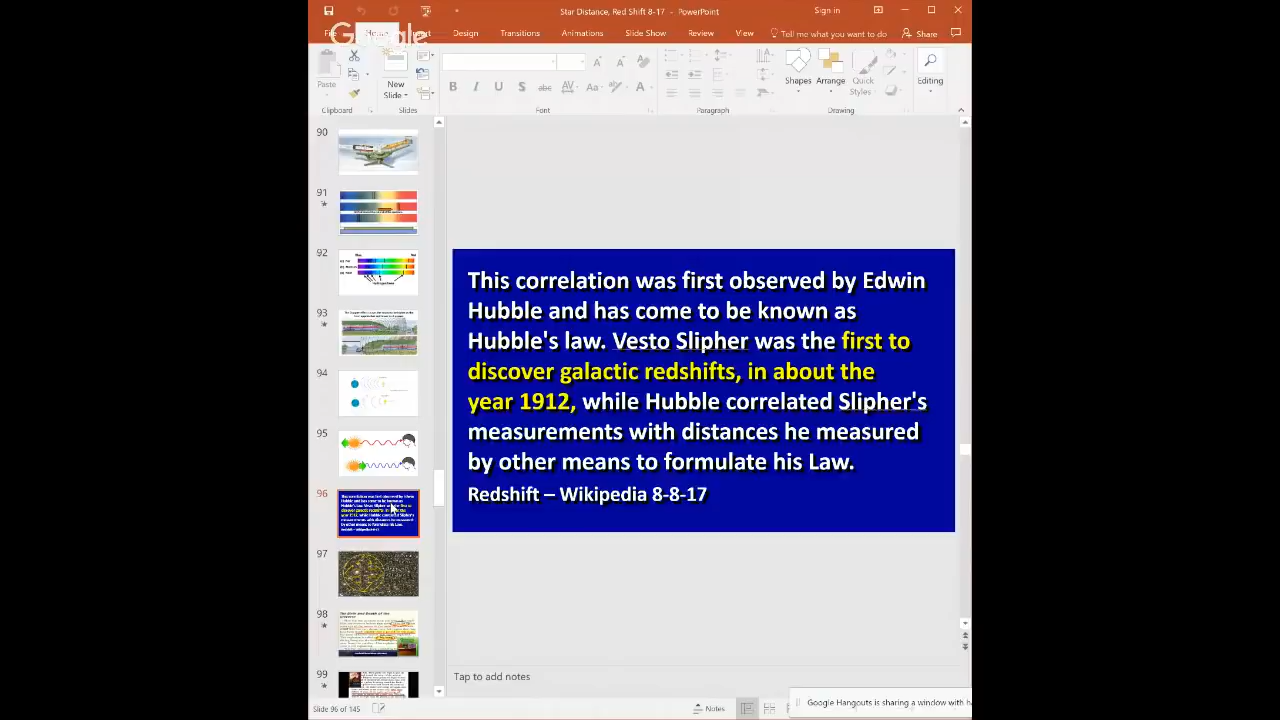 Star Distance, Red Shift 8-17 - PowerPoint
Sign in
Google
Insert Design Transitions Animations Slide Show Review View Tell me what you want to do Share
Paste
New Slide
Shapes Arrange Quick Styles
Editing
Clipboard Slides Font Paragraph Drawing
90
91
92
93
94
95
96
97
98
99
This correlation was first observed by Edwin
Hubble and has come to be known as
Hubble's law. Vesto Slipher was the first to
discover galactic redshifts, in about the
year 1912, while Hubble correlated Slipher's
measurements with distances he measured
by other means to formulate his Law.
Redshift – Wikipedia 8-8-17
Tap to add notes
Slide 96 of 145
Notes
Google Hangouts is sharing a window with